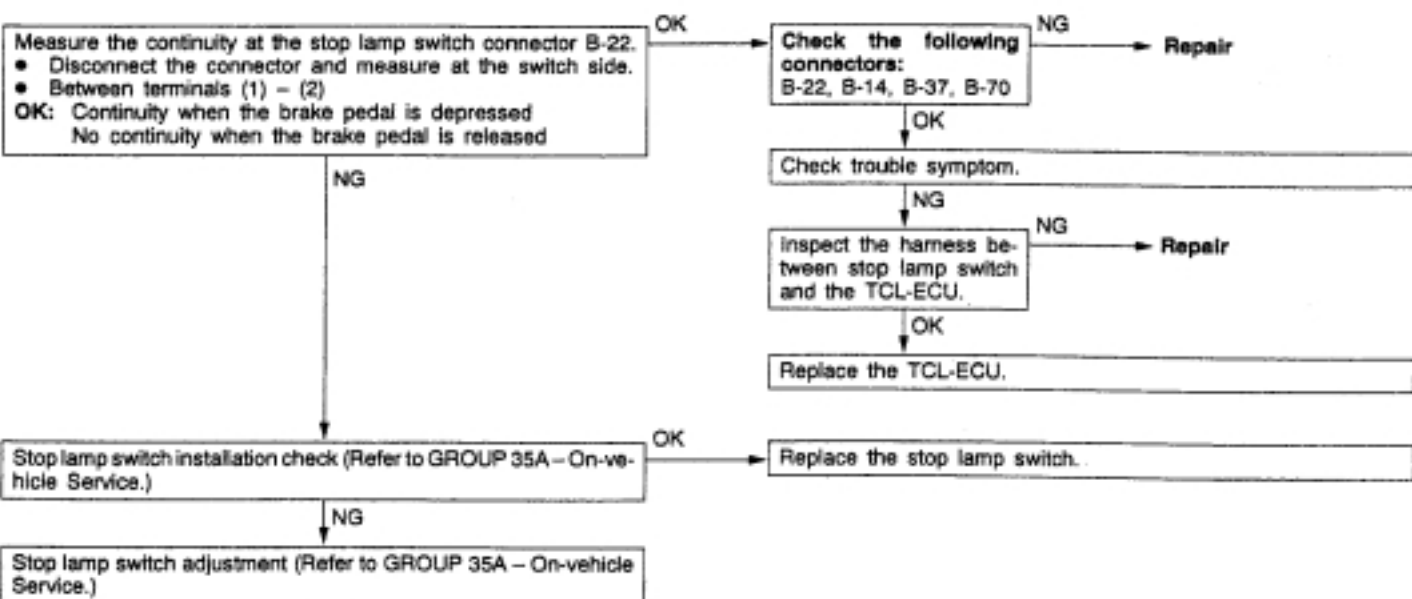 Measure the continuity at the stop lamp switch connector B-22.
● Disconnect the connector and measure at the switch side.
● Between terminals (1) – (2)
OK: Continuity when the brake pedal is depressed
No continuity when the brake pedal is released
OK
Check the following
connectors:
B-22, B-14, B-37, B-70
NG
Repair
OK
Check trouble symptom.
NG
Inspect the harness be-
tween stop lamp switch
and the TCL-ECU.
NG
Repair
OK
Replace the TCL-ECU.
NG
Stop lamp switch installation check (Refer to GROUP 35A – On-ve-
hicle Service.)
OK
Replace the stop lamp switch.
NG
Stop lamp switch adjustment (Refer to GROUP 35A – On-vehicle
Service.)